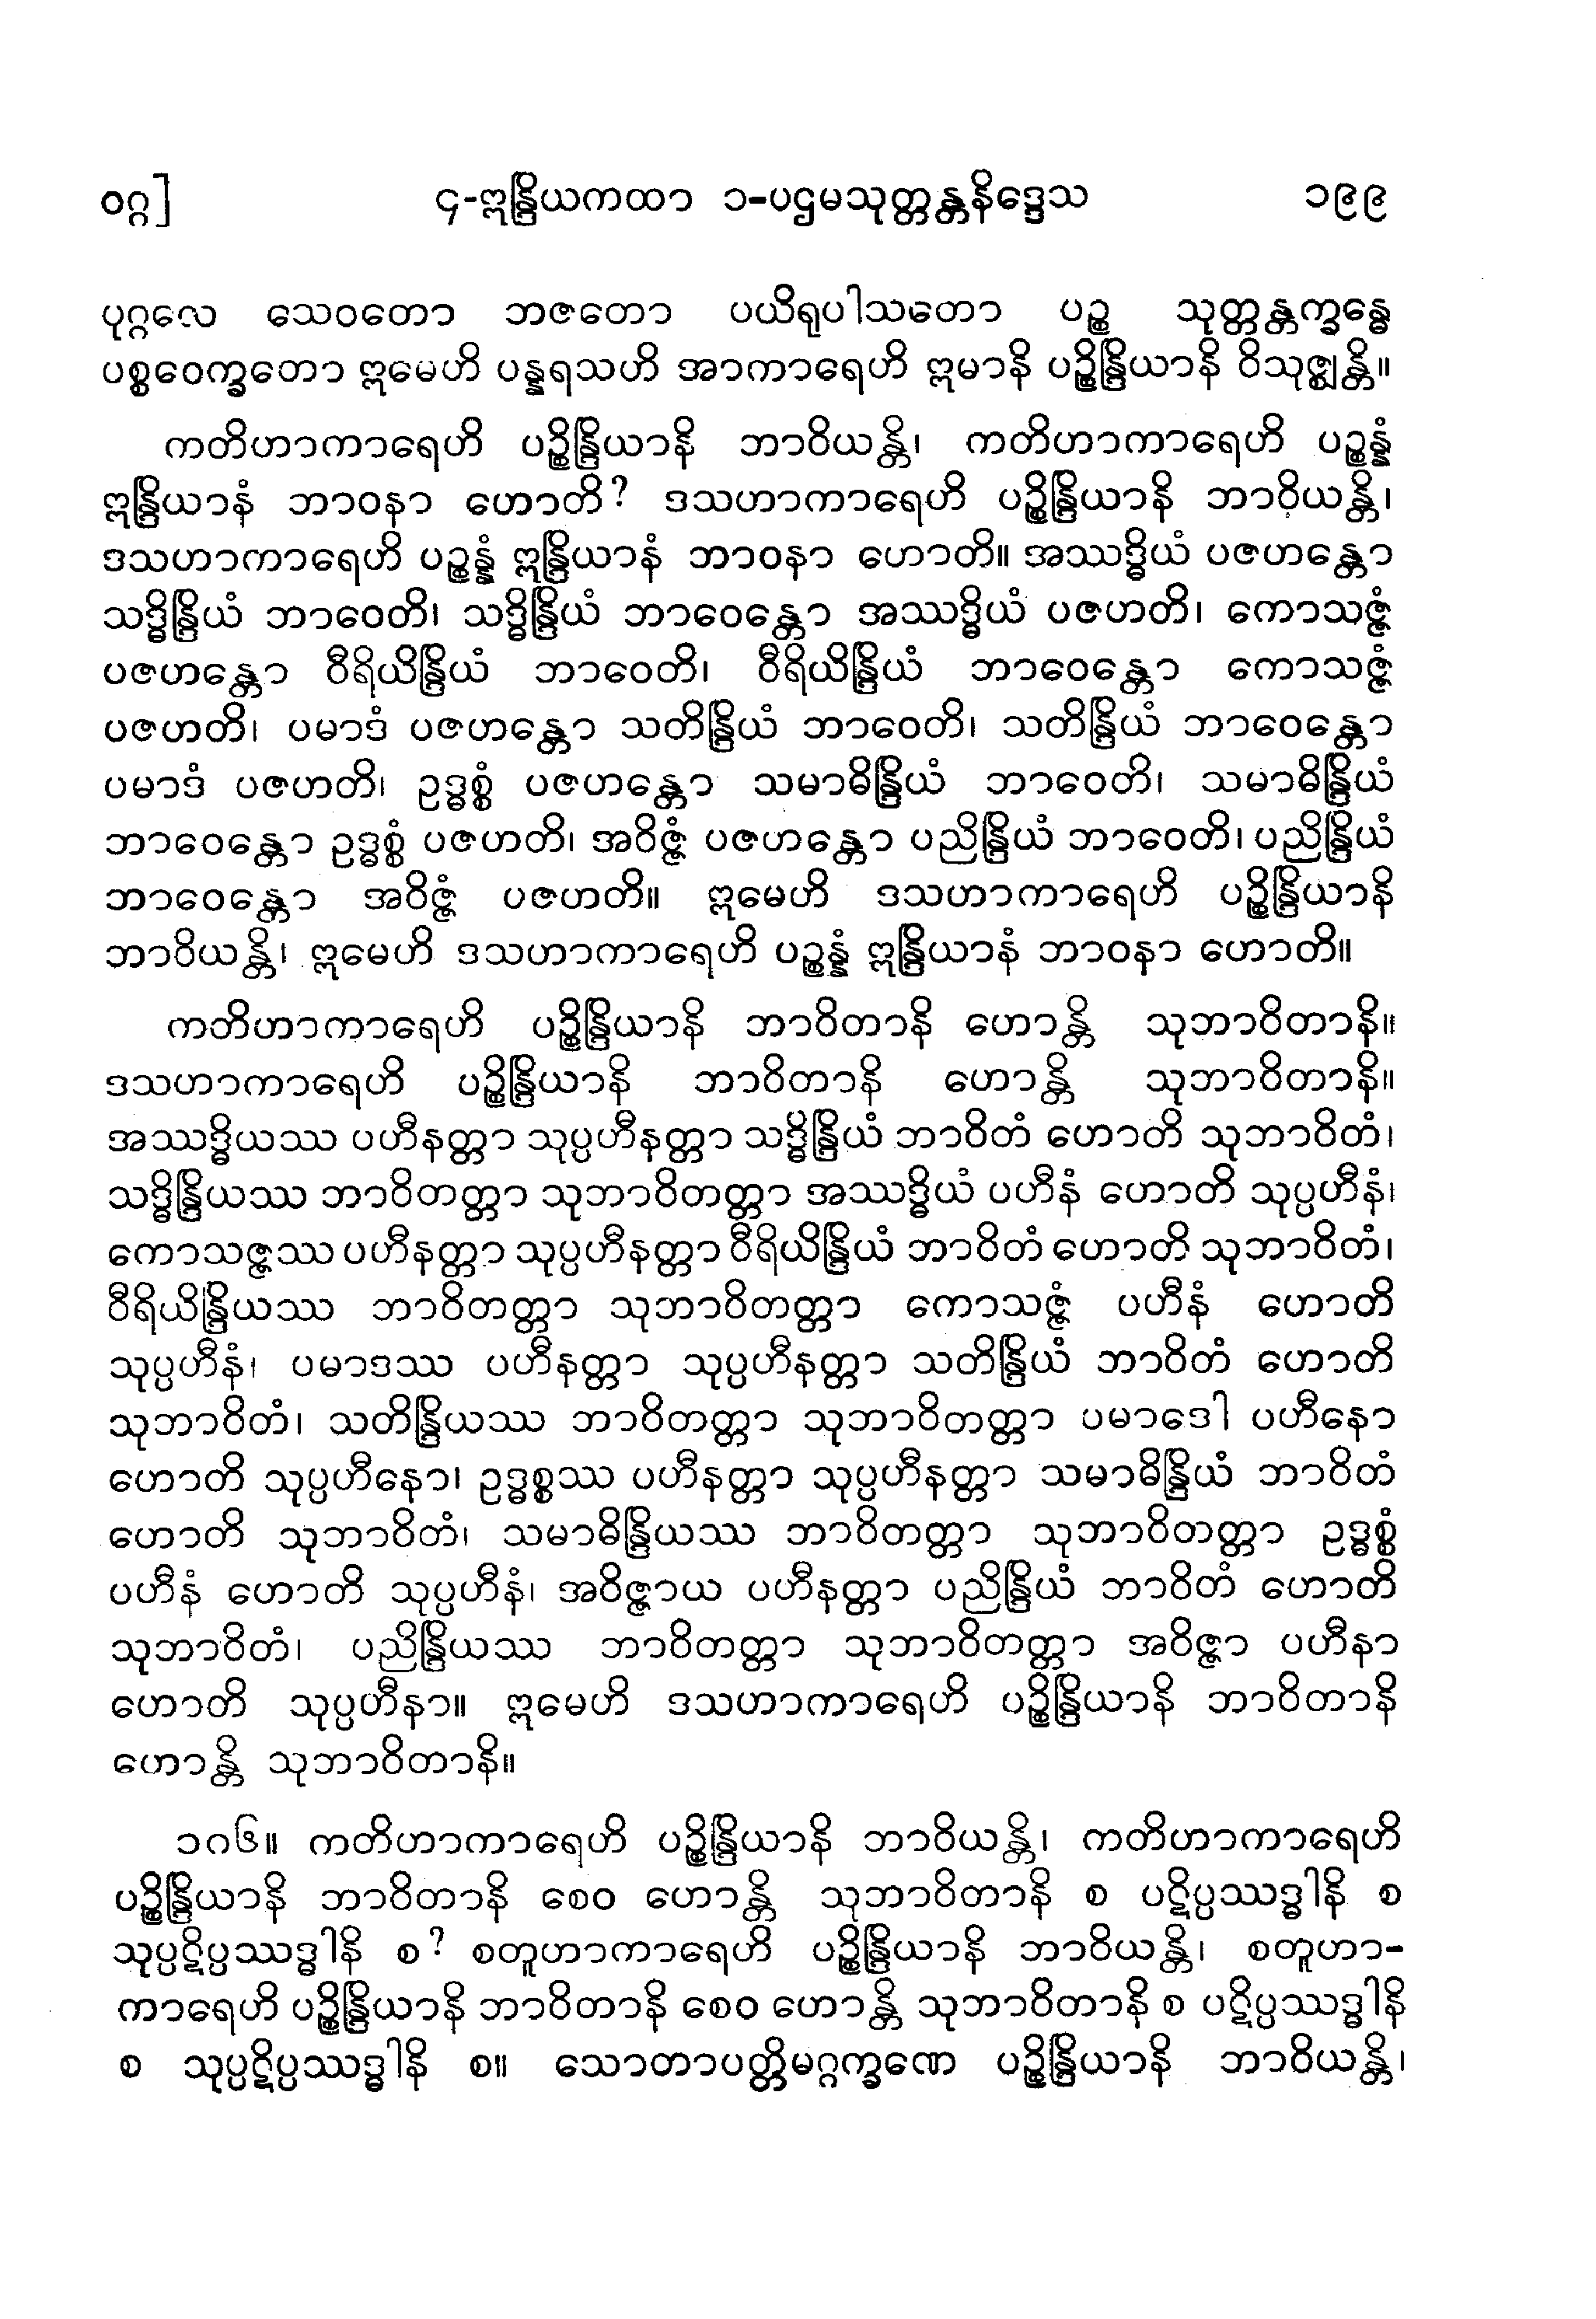 ဝဂ္ဂ] ၄-ဣန္ဒြိယကထာ ၁-ပဌမသုတ္တန္တနိဒ္ဒေသ ၁၉၉
ပုဂ္ဂလေ သေဝတော ဘဇတော ပယိရုပါသတော ပဉ္စ သုတ္တန္တက္ခန္ဓေ
ပစ္စဝေက္ခတော ဣမေဟိ ပန္နရသဟိ အာကာရေဟိ ဣမာနိ ပဉ္စိန္ဒြိယာနိ ဝိသုဇ္ဈန္တိ။
ကတိဟာကာရေဟိ ပဉ္စိန္ဒြိယာနိ ဘာဝိယန္တိ၊ ကတိဟာကာရေဟိ ပဉ္စန္နံ
ဣန္ဒြိယာနံ ဘာဝနာ ဟောတိ? ဒသဟာကာရေဟိ ပဉ္စိန္ဒြိယာနိ ဘာဝိယန္တိ၊
ဒသဟာကာရေဟိ ပဉ္စန္နံ ဣန္ဒြိယာနံ ဘာဝနာ ဟောတိ။ အဿဒ္ဓိယံ ပဇဟန္တော
သဒ္ဓိန္ဒြိယံ ဘာဝေတိ၊ သဒ္ဓိန္ဒြိယံ ဘာဝေန္တော အဿဒ္ဓိယံ ပဇဟတိ၊ ကောသဇ္ဇံ
ပဇဟန္တော ဝီရိယိန္ဒြိယံ ဘာဝေတိ၊ ဝီရိယိန္ဒြိယံ ဘာဝေန္တော ကောသဇ္ဇံ
ပဇဟတိ၊ ပမာဒံ ပဇဟန္တော သတိန္ဒြိယံ ဘာဝေတိ၊ သတိန္ဒြိယံ ဘာဝေန္တော
ပမာဒံ ပဇဟတိ၊ ဥဒ္ဓစ္စံ ပဇဟန္တော သမာဓိန္ဒြိယံ ဘာဝေတိ၊ သမာဓိန္ဒြိယံ
ဘာဝေန္တော ဥဒ္ဓစ္စံ ပဇဟတိ၊ အဝိဇ္ဇံ ပဇဟန္တော ပညိန္ဒြိယံ ဘာဝေတိ၊ ပညိန္ဒြိယံ
ဘာဝေန္တော အဝိဇ္ဇံ ပဇဟတိ။ ဣမေဟိ ဒသဟာကာရေဟိ ပဉ္စိန္ဒြိယာနိ
ဘာဝိယန္တိ၊ ဣမေဟိ ဒသဟာကာရေဟိ ပဉ္စန္နံ ဣန္ဒြိယာနံ ဘာဝနာ ဟောတိ။
ကတိဟာကာရေဟိ ပဉ္စိန္ဒြိယာနိ ဘာဝိတာနိ ဟောန္တိ သုဘာဝိတာနိ။
ဒသဟာကာရေဟိ ပဉ္စိန္ဒြိယာနိ ဘာဝိတာနိ ဟောန္တိ သုဘာဝိတာနိ။
အဿဒ္ဓိယဿ ပဟီနတ္တာ သုပ္ပဟီနတ္တာ သဒ္ဓိန္ဒြိယံ ဘာဝိတံ ဟောတိ သုဘာဝိတံ၊
သဒ္ဓိန္ဒြိယဿ ဘာဝိတတ္တာ သုဘာဝိတတ္တာ အဿဒ္ဓိယံ ပဟီနံ ဟောတိ သုပ္ပဟီနံ၊
ကောသဇ္ဇဿ ပဟီနတ္တာ သုပ္ပဟီနတ္တာ ဝီရိယိန္ဒြိယံ ဘာဝိတံ ဟောတိ သုဘာဝိတံ၊
ဝီရိယိန္ဒြိယဿ ဘာဝိတတ္တာ သုဘာဝိတတ္တာ ကောသဇ္ဇံ ပဟီနံ ဟောတိ
သုပ္ပဟီနံ၊ ပမာဒဿ ပဟီနတ္တာ သုပ္ပဟီနတ္တာ သတိန္ဒြိယံ ဘာဝိတံ ဟောတိ
သုဘာဝိတံ၊ သတိန္ဒြိယဿ ဘာဝိတတ္တာ သုဘာဝိတတ္တာ ပမာဒေါ ပဟီနော
ဟောတိ သုပ္ပဟီနော၊ ဥဒ္ဓစ္စဿ ပဟီနတ္တာ သုပ္ပဟီနတ္တာ သမာဓိန္ဒြိယံ ဘာဝိတံ
ဟောတိ သုဘာဝိတံ၊ သမာဓိန္ဒြိယဿ ဘာဝိတတ္တာ သုဘာဝိတတ္တာ ဥဒ္ဓစ္စံ
ပဟီနံ ဟောတိ သုပ္ပဟီနံ၊ အဝိဇ္ဇာယ ပဟီနတ္တာ ပညိန္ဒြိယံ ဘာဝိတံ ဟောတိ
သုဘာဝိတံ၊ ပညိန္ဒြိယဿ ဘာဝိတတ္တာ သုဘာဝိတတ္တာ အဝိဇ္ဇာ ပဟီနာ
ဟောတိ သုပ္ပဟီနာ။ ဣမေဟိ ဒသဟာကာရေဟိ ပဉ္စိန္ဒြိယာနိ ဘာဝိတာနိ
ဟောန္တိ သုဘာဝိတာနိ။
၁၈၆။ ကတိဟာကာရေဟိ ပဉ္စိန္ဒြိယာနိ ဘာဝိယန္တိ၊ ကတိဟာကာရေဟိ
ပဉ္စိန္ဒြိယာနိ ဘာဝိတာနိ စေဝ ဟောန္တိ သုဘာဝိတာနိ စ ပဋိပ္ပဿဒ္ဓါနိ စ
သုပ္ပဋိပ္ပဿဒ္ဓါနိ စ? စတူဟာကာရေဟိ ပဉ္စိန္ဒြိယာနိ ဘာဝိယန္တိ၊ စတူဟာ-
ကာရေဟိ ပဉ္စိန္ဒြိယာနိ ဘာဝိတာနိ စေဝ ဟောန္တိ သုဘာဝိတာနိ စ ပဋိပ္ပဿဒ္ဓါနိ
စ သုပ္ပဋိပ္ပဿဒ္ဓါနိ စ။ သောတာပတ္တိမဂ္ဂက္ခဏေ ပဉ္စိန္ဒြိယာနိ ဘာဝိယန္တိ၊